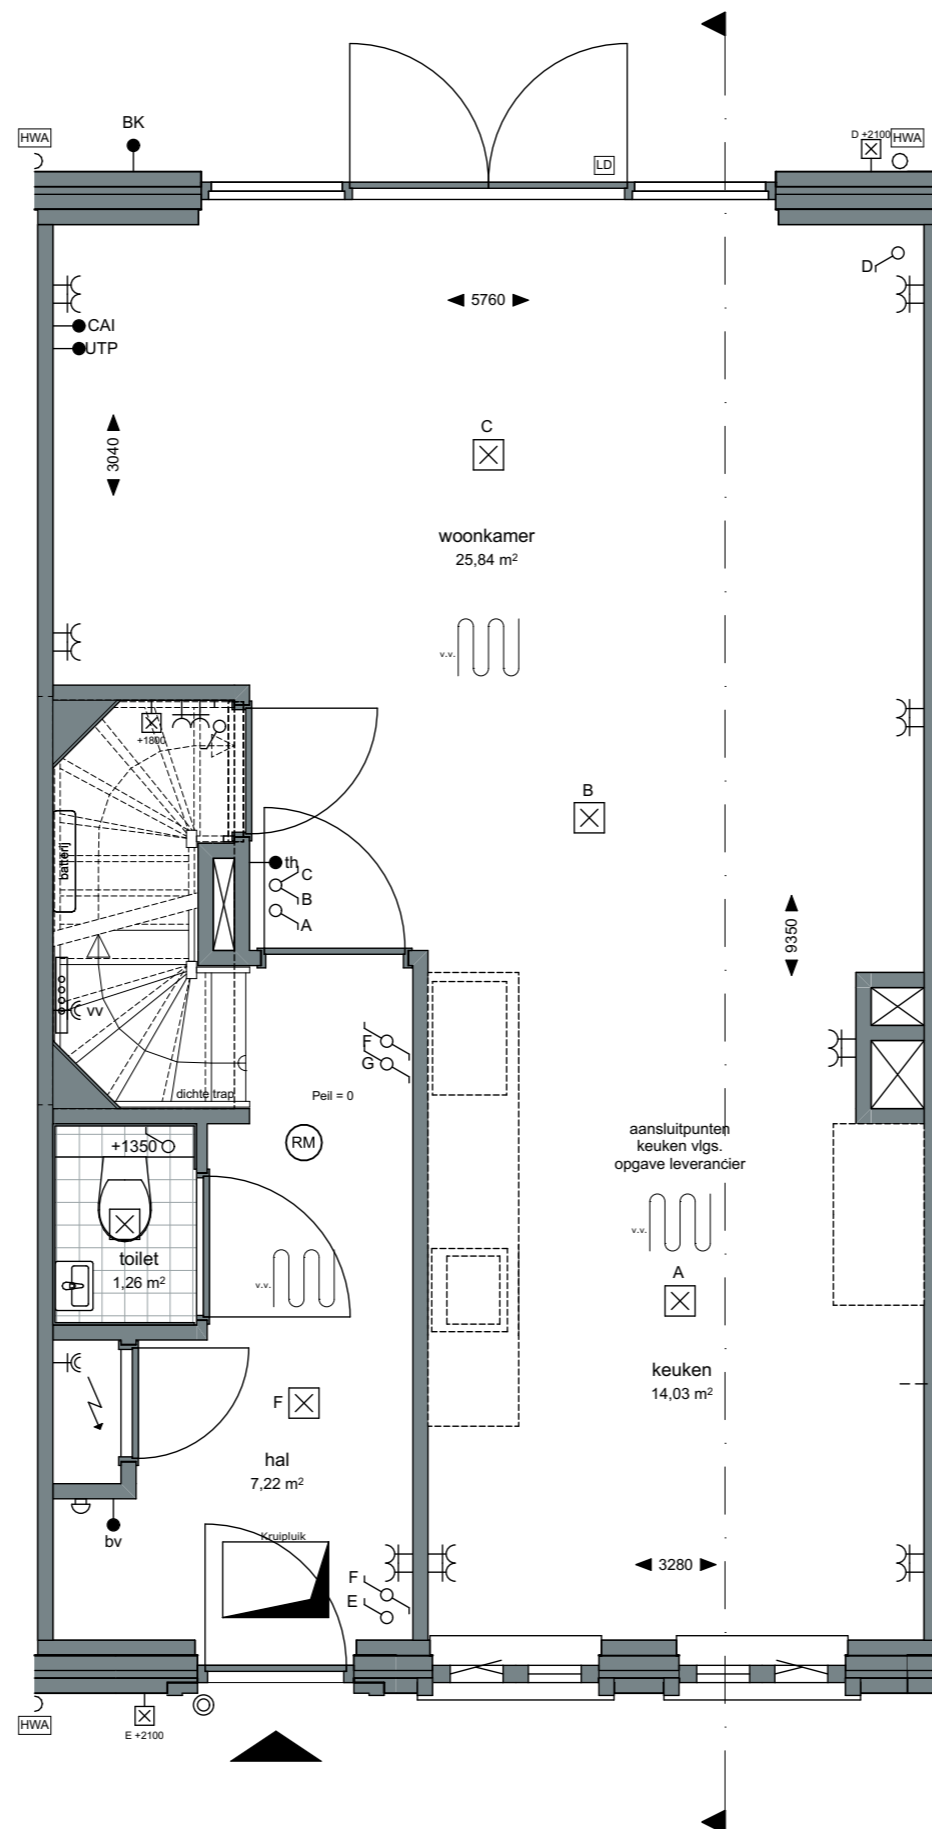 BK
HWA
D +2100
HWA
LD
D
5760
CAI
UTP
3040
C
woonkamer
25,84 m²
v.v.
+1800
B
batterij
th
C
B
A
9350
vv
F
G
dichte trap
Peil = 0
RM
+1350
aansluitpunten
keuken vlgs.
opgave leverancier
v.v.
toilet
1,26 m²
v.v.
A
keuken
14,03 m²
F
hal
7,22 m²
bv
Kruipluik
F
E
3280
HWA
E +2100